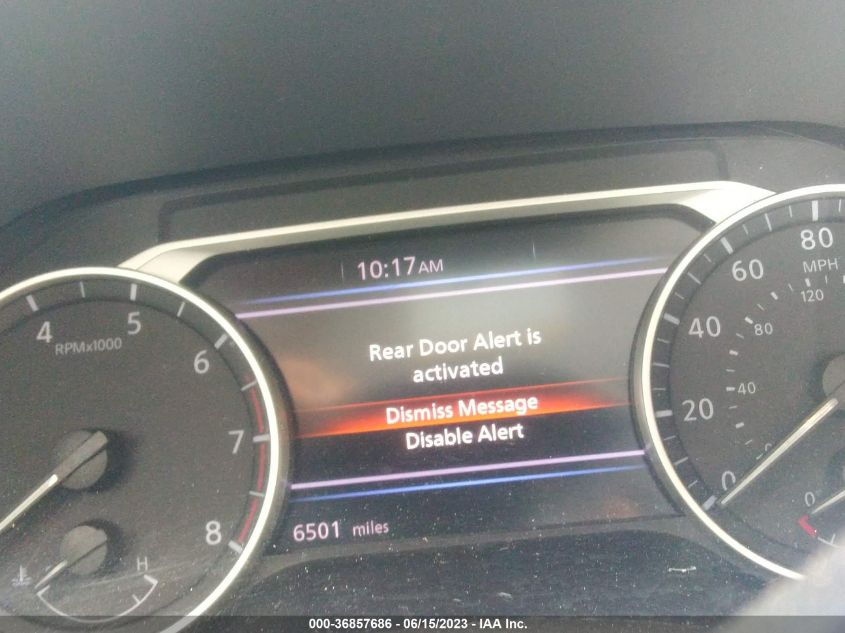 10:17AM
Rear Door Alert is
activated
Dismiss Message
Disable Alert
6501 miles
4
5
6
7
8
RPMx1000
H
0
20
40
60
80
MPH
40
80
120
0
000-36857686 - 06/15/2023 - IAA Inc.